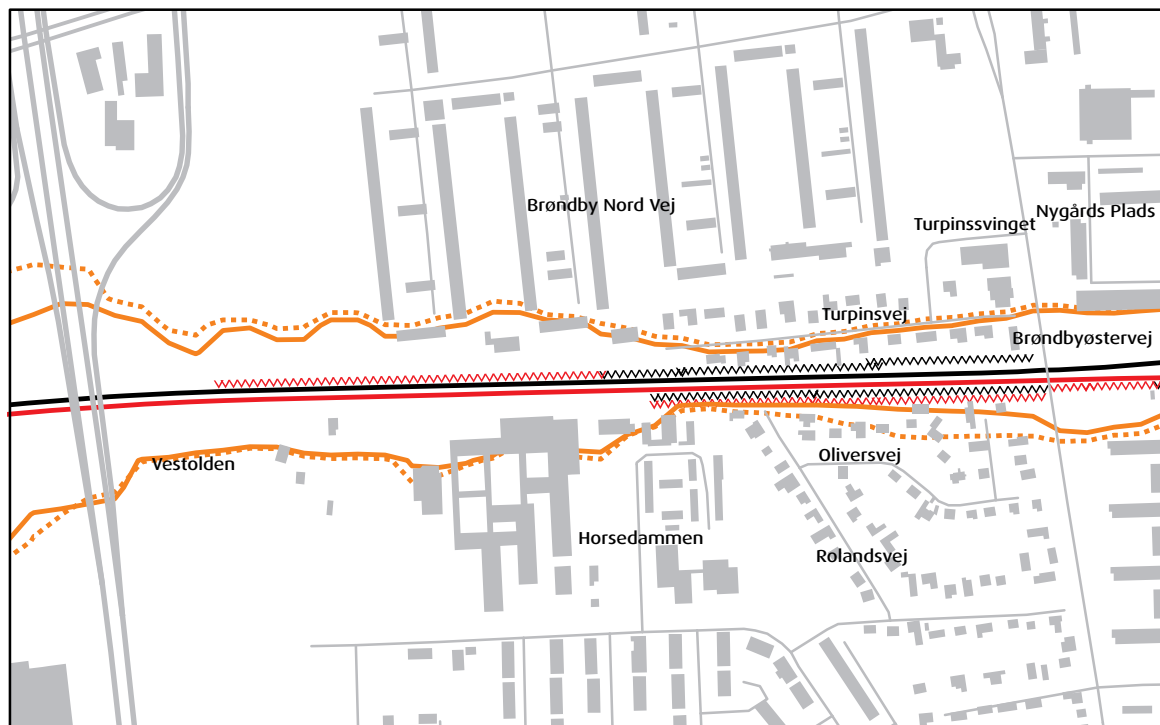 Brøndby Nord Vej
Nygårds Plads
Turpinssvinget
Turpinsvej
Brøndbyøstervej
Vestolden
Oliversvej
Horsedammen
Rolandsvej